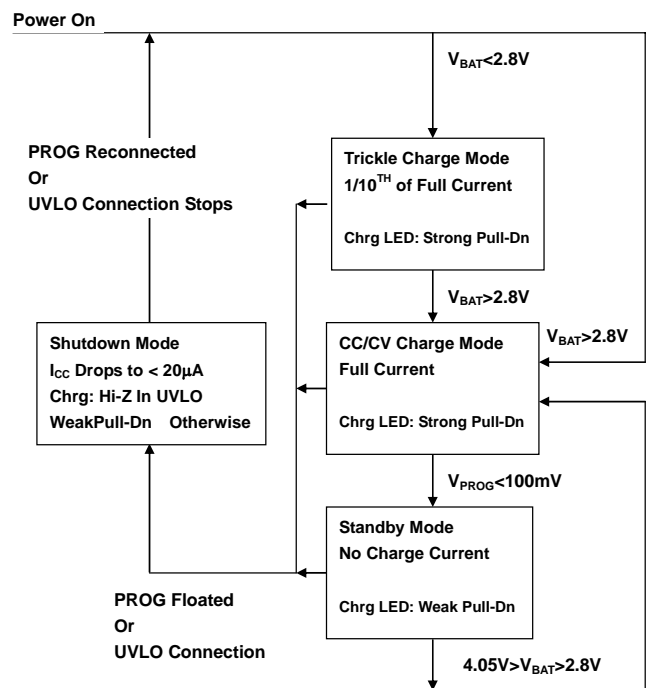 Power On
V_BAT<2.8V
PROG Reconnected
Or
UVLO Connection Stops
Trickle Charge Mode
1/10^TH of Full Current
Chrg LED: Strong Pull-Dn
V_BAT>2.8V
V_BAT>2.8V
Shutdown Mode
I_CC Drops to < 20µA
Chrg: Hi-Z In UVLO
WeakPull-Dn Otherwise
CC/CV Charge Mode
Full Current
Chrg LED: Strong Pull-Dn
V_PROG<100mV
Standby Mode
No Charge Current
Chrg LED: Weak Pull-Dn
PROG Floated
Or
UVLO Connection
4.05V>V_BAT>2.8V